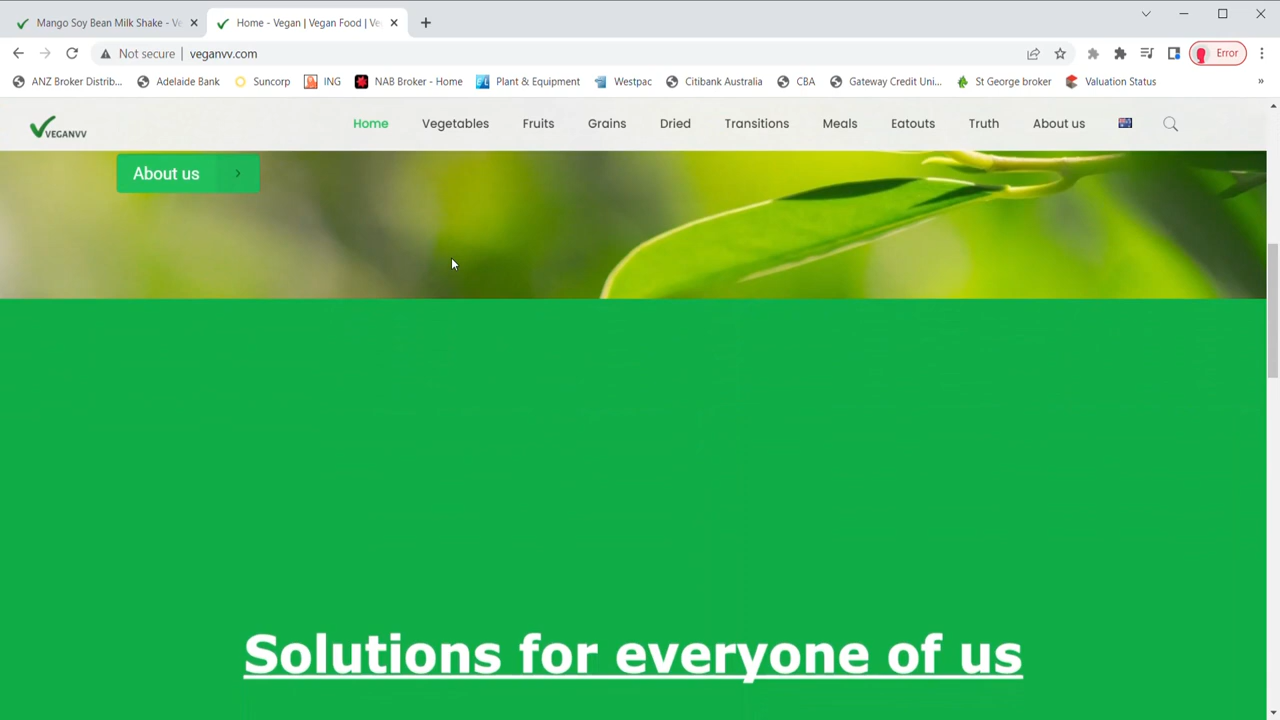 Mango Soy Bean Milk Shake - Ve
Home - Vegan | Vegan Food | Ve
Not secure | veganvv.com
Error
ANZ Broker Distrib...
Adelaide Bank
Suncorp
ING
NAB Broker - Home
Plant & Equipment
Westpac
Citibank Australia
CBA
Gateway Credit Uni...
St George broker
Valuation Status
»
VEGANVV
Home
Vegetables
Fruits
Grains
Dried
Transitions
Meals
Eatouts
Truth
About us
About us
Solutions for everyone of us